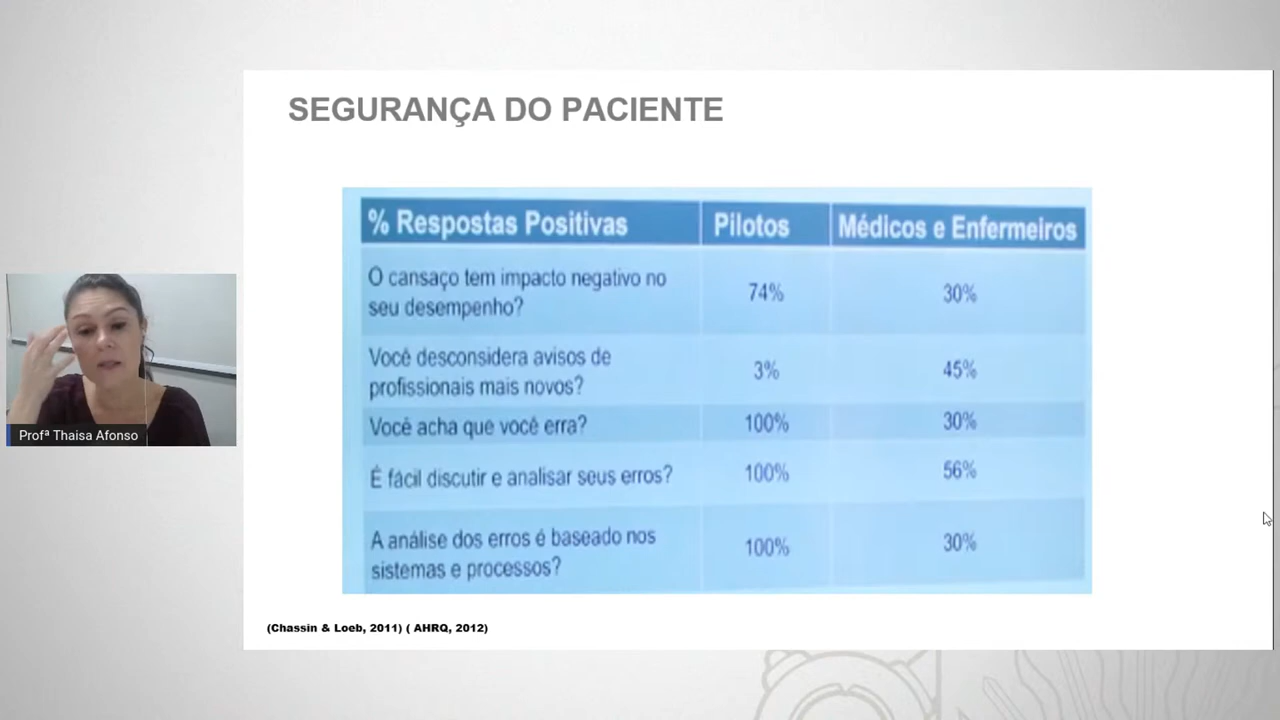 SEGURANÇA DO PACIENTE
% Respostas Positivas Pilotos Médicos e Enfermeiros
O cansaço tem impacto negativo no
seu desempenho? 74% 30%
Você desconsidera avisos de
profissionais mais novos? 3% 45%
Você acha que você erra? 100% 30%
É fácil discutir e analisar seus erros? 100% 56%
A análise dos erros é baseado nos
sistemas e processos? 100% 30%
Profª Thaisa Afonso
(Chassin & Loeb, 2011) ( AHRQ, 2012)